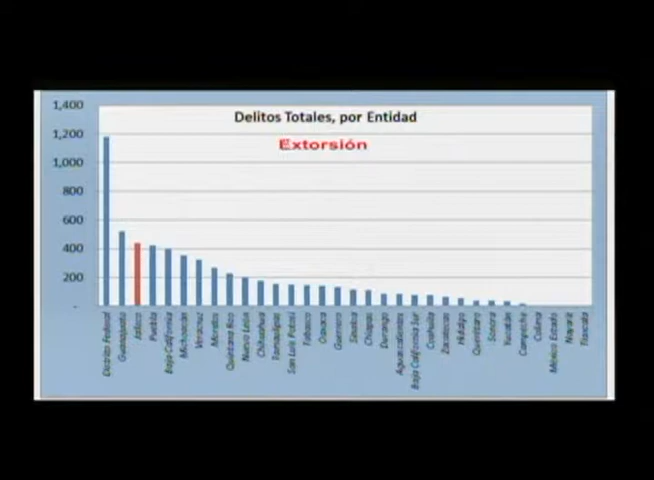 Delitos Totales, por Entidad
Extorsión
1,400
1,200
1,000
800
600
400
200
-
Distrito Federal
Guanajuato
Jalisco
Puebla
Baja California
Michoacán
Veracruz
Morelos
Quintana Roo
Nuevo León
Chihuahua
Tamaulipas
San Luis Potosí
Tabasco
Oaxaca
Guerrero
Sinaloa
Chiapas
Durango
Aguascalientes
Baja California Sur
Coahuila
Zacatecas
Hidalgo
Querétaro
Sonora
Yucatán
Campeche
Colima
México Estado
Nayarit
Tlaxcala